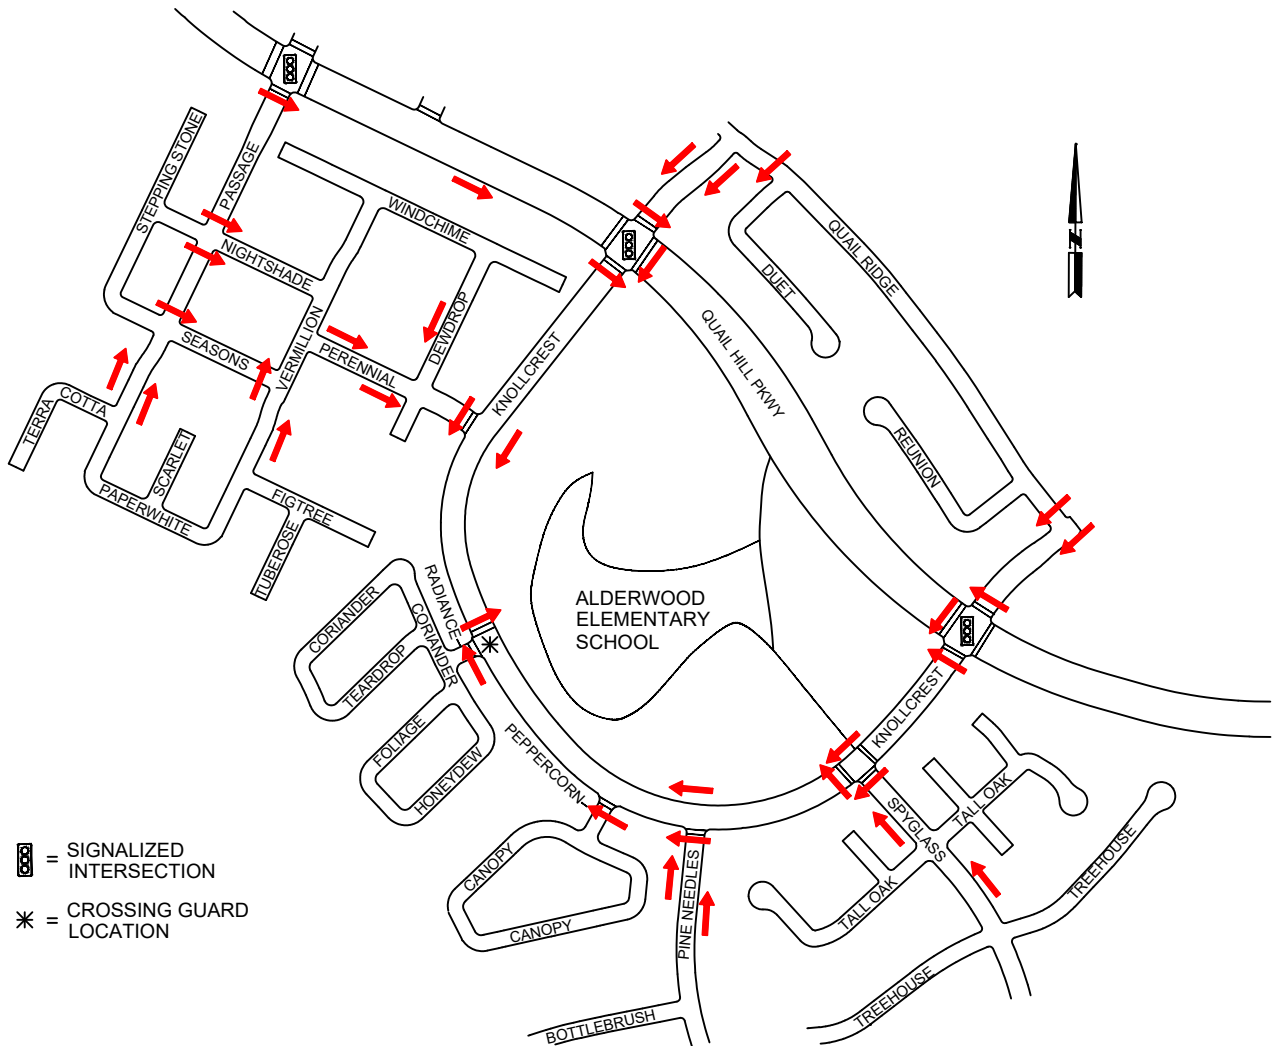 STEPPING STONE
PASSAGE
WINDCHIME
NIGHTSHADE
QUAIL RIDGE
DUET
DEWDROP
VERMILLION
PERENNIAL
SEASONS
KNOLLCREST
QUAIL HILL PKWY
TERRA
COTTA
SCARLET
PAPERWHITE
FIGTREE
TUBEROSE
REUNION
RADIANCE
CORIANDER
CORIANDER
TEARDROP
ALDERWOOD
ELEMENTARY
SCHOOL
FOLIAGE
HONEYDEW
PEPPERCORN
KNOLLCREST
SPYGLASS
TALL OAK
TALL OAK
TREEHOUSE
TREEHOUSE
CANOPY
CANOPY
PINE NEEDLES
BOTTLEBRUSH
N
= SIGNALIZED
INTERSECTION
= CROSSING GUARD
LOCATION